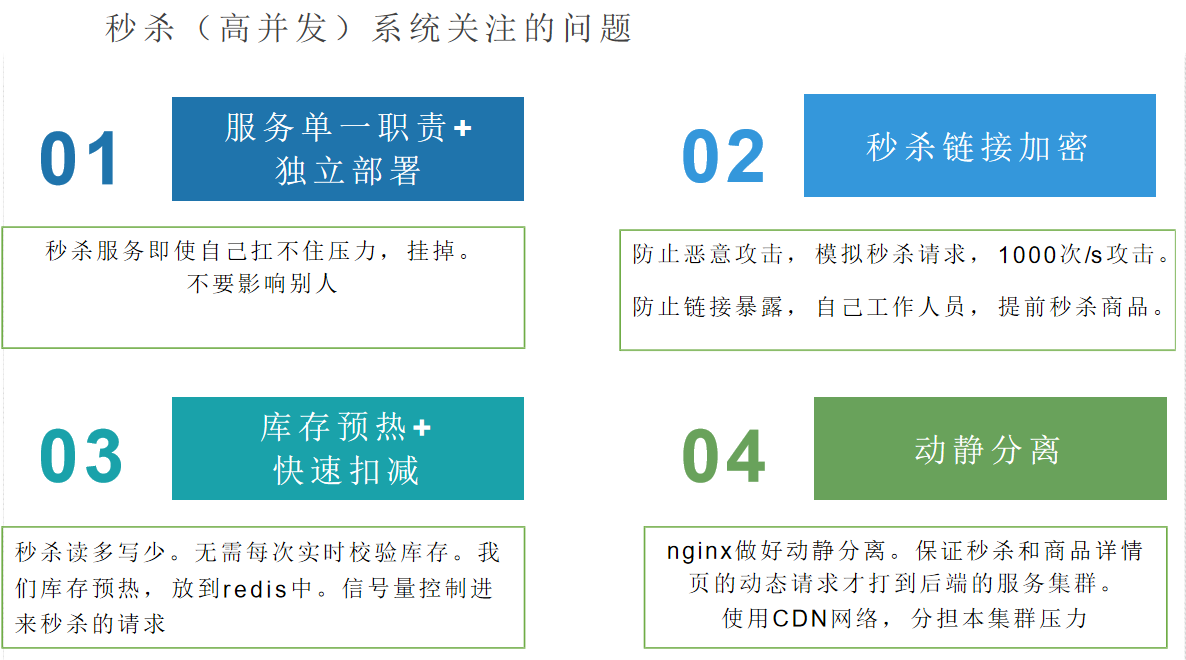 秒杀（高并发）系统关注的问题
01
服务单一职责+
独立部署
秒杀服务即使自己扛不住压力，挂掉。
不要影响别人
02
秒杀链接加密
防止恶意攻击，模拟秒杀请求，1000次/s攻击。
防止链接暴露，自己工作人员，提前秒杀商品。
03
库存预热+
快速扣减
秒杀读多写少。无需每次实时校验库存。我
们库存预热，放到redis中。信号量控制进
来秒杀的请求
04
动静分离
nginx做好动静分离。保证秒杀和商品详情
页的动态请求才打到后端的服务集群。
使用CDN网络，分担本集群压力